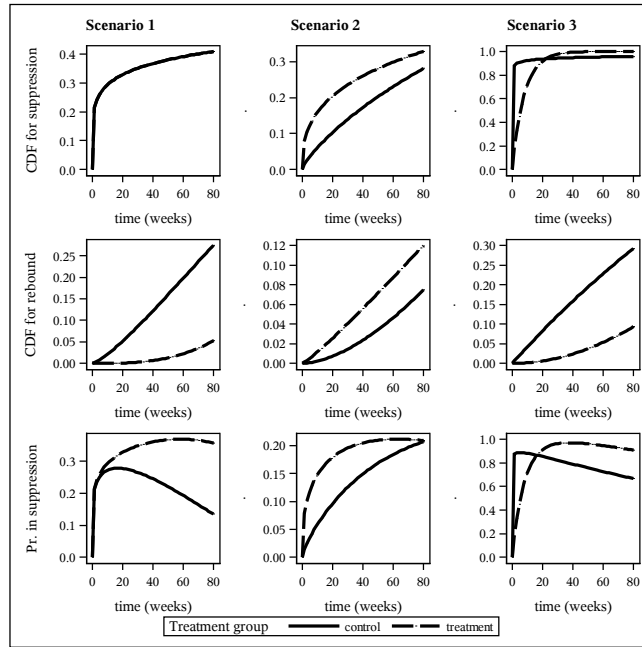 Scenario 1
Scenario 2
Scenario 3
CDF for suppression
0.4
0.3
0.2
0.1
0.0
0 20 40 60 80
time (weeks)
0.3
0.2
0.1
0.0
0 20 40 60 80
time (weeks)
1.0
0.8
0.6
0.4
0.2
0.0
0 20 40 60 80
time (weeks)
CDF for rebound
0.25
0.20
0.15
0.10
0.05
0.00
0 20 40 60 80
time (weeks)
0.12
0.10
0.08
0.06
0.04
0.02
0.00
0 20 40 60 80
time (weeks)
0.30
0.25
0.20
0.15
0.10
0.05
0.00
0 20 40 60 80
time (weeks)
Pr. in suppression
0.3
0.2
0.1
0.0
0 20 40 60 80
time (weeks)
0.20
0.15
0.10
0.05
0.00
0 20 40 60 80
time (weeks)
1.0
0.8
0.6
0.4
0.2
0.0
0 20 40 60 80
time (weeks)
Treatment group control treatment